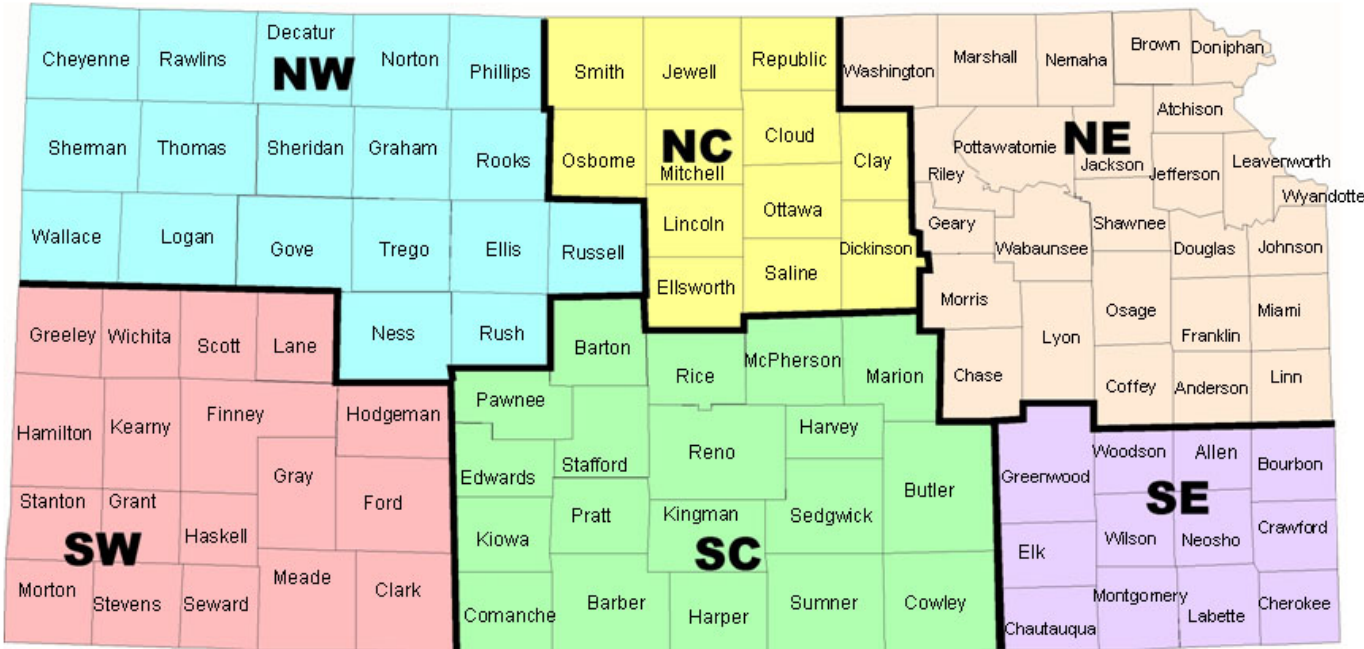 Cheyenne
Rawlins
Decatur
Norton
Phillips
NW
Sherman
Thomas
Sheridan
Graham
Rooks
Wallace
Logan
Gove
Trego
Ellis
Russell
Ness
Rush
Smith
Jewell
Republic
Osborne
NC
Mitchell
Cloud
Clay
Lincoln
Ottawa
Dickinson
Ellsworth
Saline
Washington
Marshall
Nemaha
Brown
Doniphan
Atchison
NE
Pottawatomie
Riley
Jackson
Jefferson
Leavenworth
Wyandotte
Geary
Wabaunsee
Shawnee
Douglas
Johnson
Morris
Lyon
Osage
Franklin
Miami
Chase
Coffey
Anderson
Linn
Greeley
Wichita
Scott
Lane
Hamilton
Kearny
Finney
Hodgeman
Stanton
Grant
Gray
Ford
SW
Haskell
Morton
Stevens
Seward
Meade
Clark
Barton
Rice
McPherson
Marion
Pawnee
Stafford
Reno
Harvey
Edwards
Butler
Kiowa
Pratt
Kingman
Sedgwick
SC
Comanche
Barber
Harper
Sumner
Cowley
Greenwood
Woodson
Allen
Bourbon
SE
Elk
Wilson
Neosho
Crawford
Chautauqua
Montgomery
Labette
Cherokee